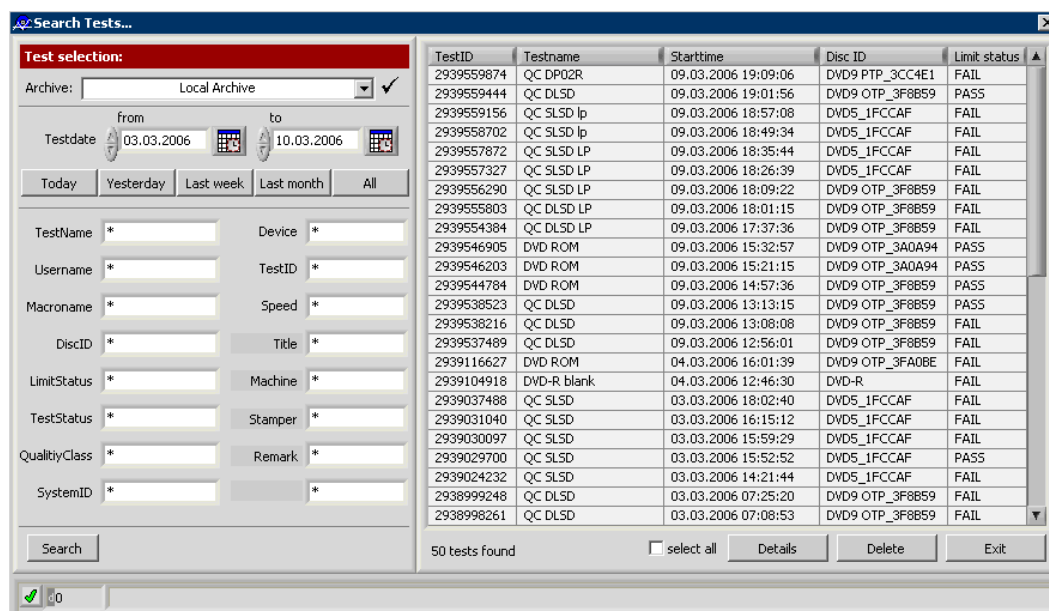 Search Tests...
Test selection:
Archive: Local Archive
from to
Testdate 03.03.2006 10.03.2006
Today Yesterday Last week Last month All
TestName * Device *
Username * TestID *
Macroname * Speed *
DiscID * Title *
LimitStatus * Machine *
TestStatus * Stamper *
QualitiyClass * Remark *
SystemID * *
Search
TestID Testname Starttime Disc ID Limit status
2939559874 QC DP02R 09.03.2006 19:09:06 DVD9 PTP_3CC4E1 FAIL
2939559444 QC DLSD 09.03.2006 19:01:56 DVD9 OTP_3F8B59 PASS
2939559156 QC SLSD lp 09.03.2006 18:57:08 DVD5_1FCCAF FAIL
2939558702 QC SLSD lp 09.03.2006 18:49:34 DVD5_1FCCAF FAIL
2939557872 QC SLSD LP 09.03.2006 18:35:44 DVD5_1FCCAF FAIL
2939557327 QC SLSD LP 09.03.2006 18:26:39 DVD5_1FCCAF FAIL
2939556290 QC SLSD LP 09.03.2006 18:09:22 DVD9 OTP_3F8B59 FAIL
2939555803 QC DLSD LP 09.03.2006 18:01:15 DVD9 OTP_3F8B59 FAIL
2939554384 QC DLSD LP 09.03.2006 17:37:36 DVD9 OTP_3F8B59 FAIL
2939546905 DVD ROM 09.03.2006 15:32:57 DVD9 OTP_3A0A94 PASS
2939546203 DVD ROM 09.03.2006 15:21:15 DVD9 OTP_3A0A94 PASS
2939544784 DVD ROM 09.03.2006 14:57:36 DVD9 OTP_3F8B59 PASS
2939538523 QC DLSD 09.03.2006 13:13:15 DVD9 OTP_3F8B59 PASS
2939538216 QC DLSD 09.03.2006 13:08:08 DVD9 OTP_3F8B59 FAIL
2939537489 QC DLSD 09.03.2006 12:56:01 DVD9 OTP_3F8B59 FAIL
2939116627 DVD ROM 04.03.2006 16:01:39 DVD9 OTP_3FA0BE FAIL
2939104918 DVD-R blank 04.03.2006 12:46:30 DVD-R FAIL
2939037488 QC SLSD 03.03.2006 18:02:40 DVD5_1FCCAF FAIL
2939031040 QC SLSD 03.03.2006 16:15:12 DVD5_1FCCAF FAIL
2939030097 QC SLSD 03.03.2006 15:59:29 DVD5_1FCCAF FAIL
2939029700 QC SLSD 03.03.2006 15:52:52 DVD5_1FCCAF PASS
2939024232 QC SLSD 03.03.2006 14:21:44 DVD5_1FCCAF FAIL
2938999248 QC DLSD 03.03.2006 07:25:20 DVD9 OTP_3F8B59 FAIL
2938998261 QC DLSD 03.03.2006 07:08:53 DVD9 OTP_3F8B59 FAIL
50 tests found select all Details Delete Exit
d0